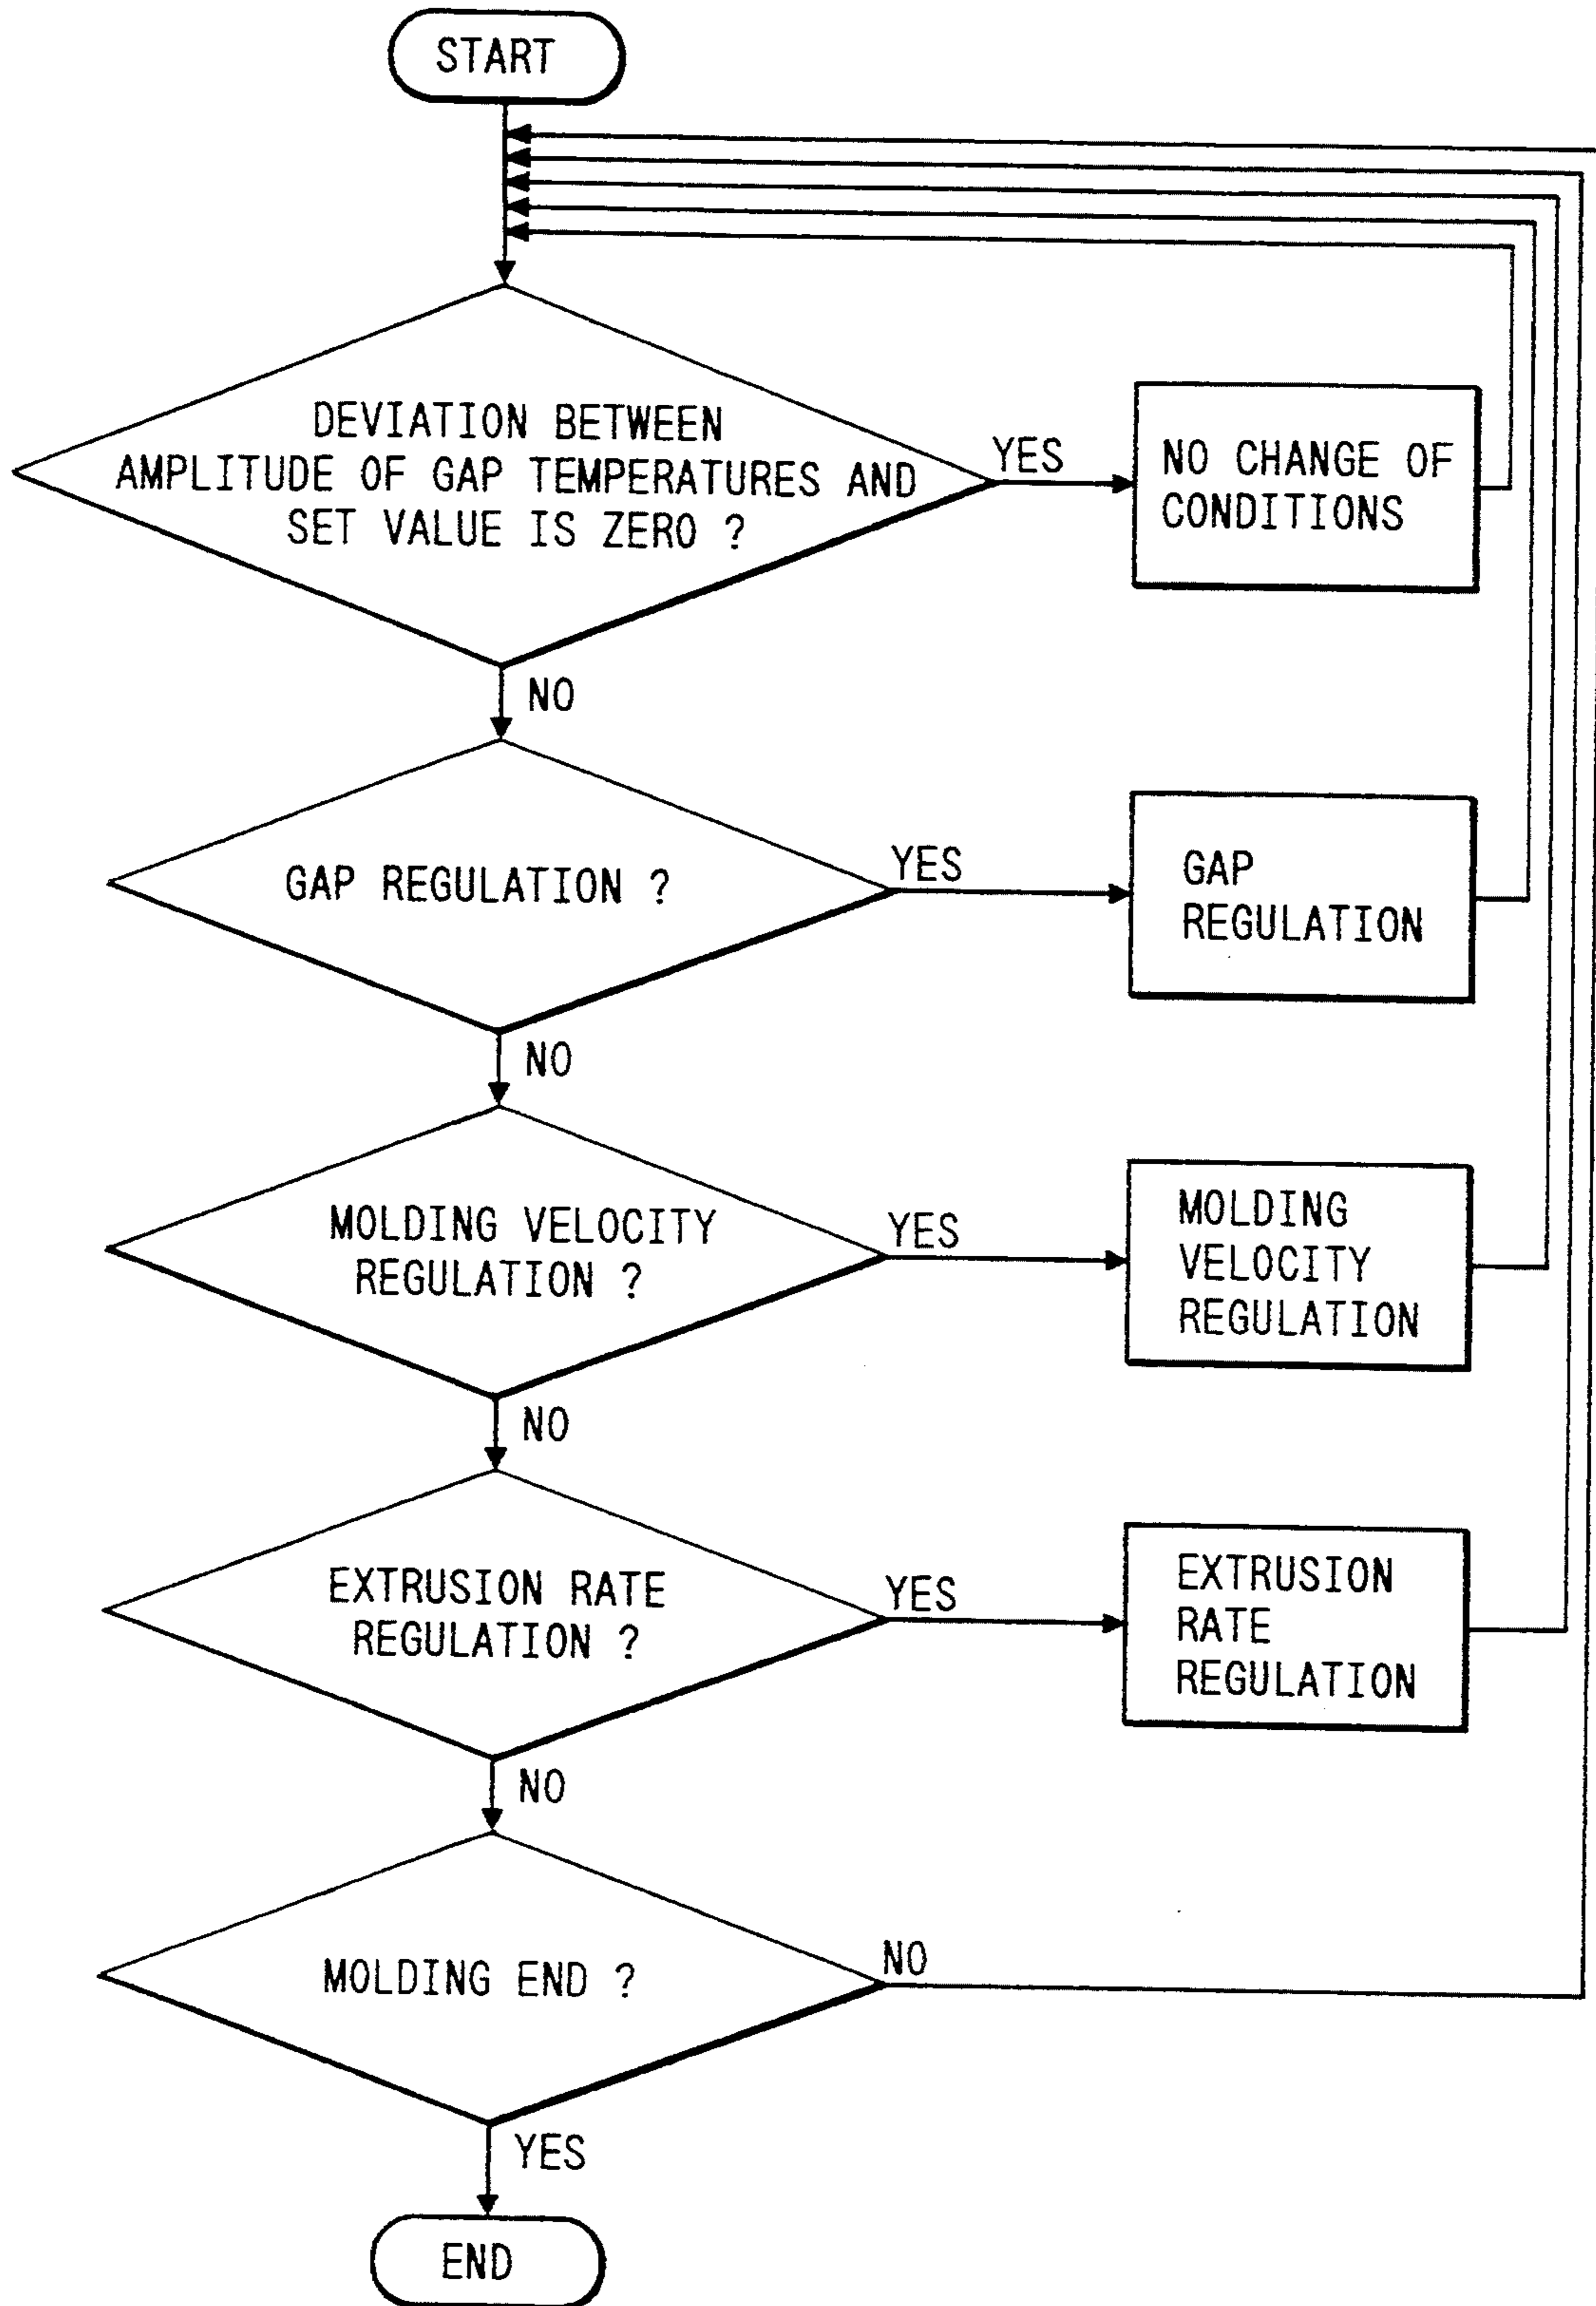 START
DEVIATION BETWEEN
AMPLITUDE OF GAP TEMPERATURES AND
SET VALUE IS ZERO ?
YES
NO CHANGE OF
CONDITIONS
NO
GAP REGULATION ?
YES
GAP
REGULATION
NO
MOLDING VELOCITY
REGULATION ?
YES
MOLDING
VELOCITY
REGULATION
NO
EXTRUSION RATE
REGULATION ?
YES
EXTRUSION
RATE
REGULATION
NO
MOLDING END ?
NO
YES
END